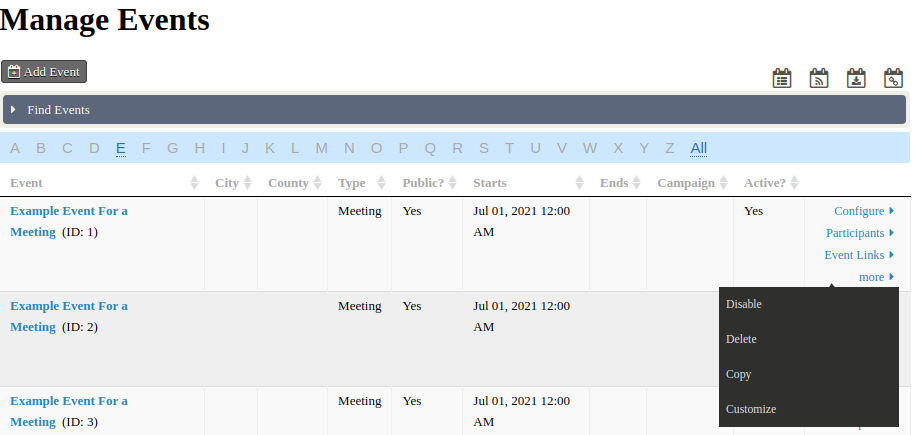 Manage Events
Add Event
Find Events
A B C D E F G H I J K L M N O P Q R S T U V W X Y Z All
Event City County Type Public? Starts Ends Campaign Active?
Example Event For a Meeting Yes Jul 01, 2021 12:00 Yes Configure
Meeting (ID: 1) AM Participants
Event Links
more
Disable
Example Event For a Meeting Yes Jul 01, 2021 12:00
Meeting (ID: 2) AM
Delete
Copy
Example Event For a Meeting Yes Jul 01, 2021 12:00 Customize
Meeting (ID: 3) AM